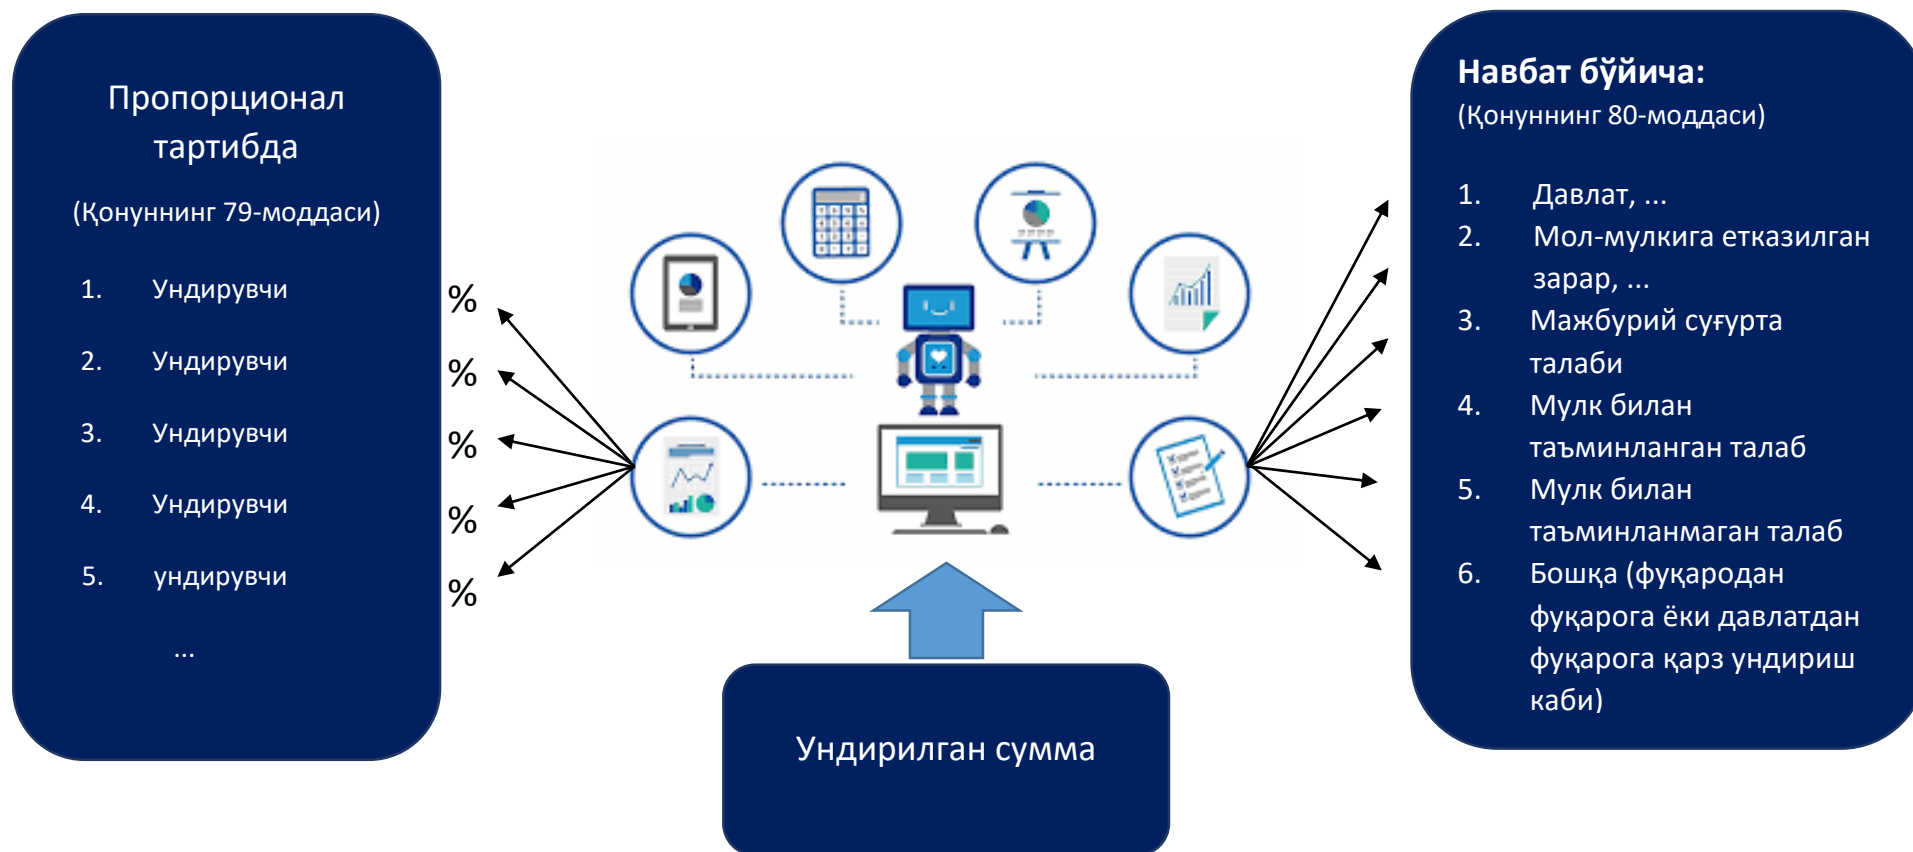 Пропорционал
тартибда
(Қонуннинг 79-моддаси)
1. Ундирувчи
2. Ундирувчи
3. Ундирувчи
4. Ундирувчи
5. ундирувчи
...
%
%
%
%
%
Ундирилган сумма
Навбат бўйича:
(Қонуннинг 80-моддаси)
1. Давлат, ...
2. Мол-мулкига етказилган
зарар, ...
3. Мажбурий суғурта
талаби
4. Мулк билан
таъминланган талаб
5. Мулк билан
таъминланмаган талаб
6. Бошқа (фуқародан
фуқарога ёки давлатдан
фуқарога қарз ундириш
каби)